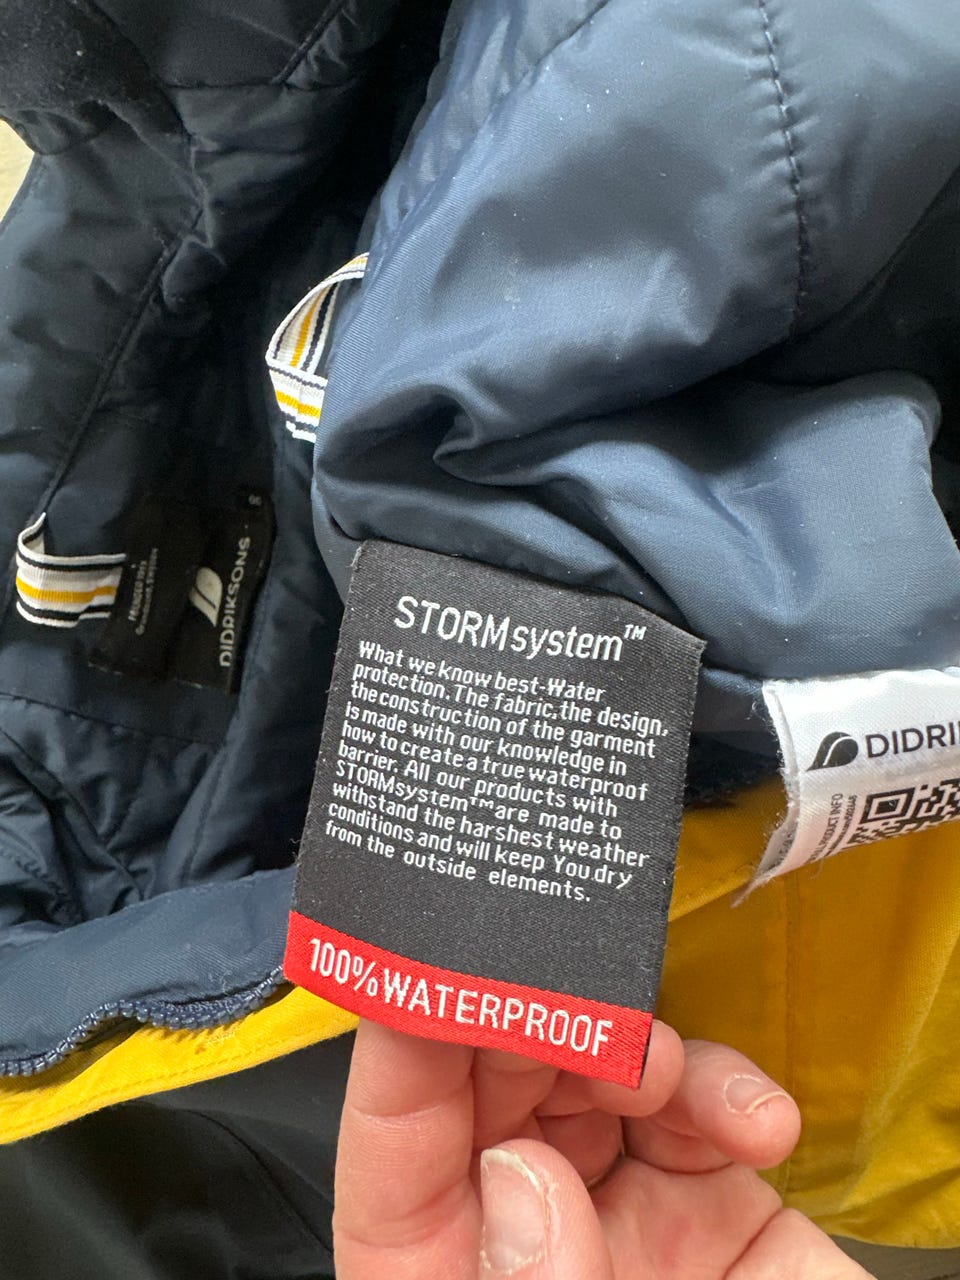 STORMsystem™
What we know best-Water
protection. The fabric, the design,
the construction of the garment
is made with our knowledge in
how to create a true waterproof
barrier. All our products with
STORMsystem™ are made to
withstand the harshest weather
conditions and will keep You dry
from the outside elements.
100% WATERPROOF
DIDRIKSONS
DIDRI
PRODUCT INFO